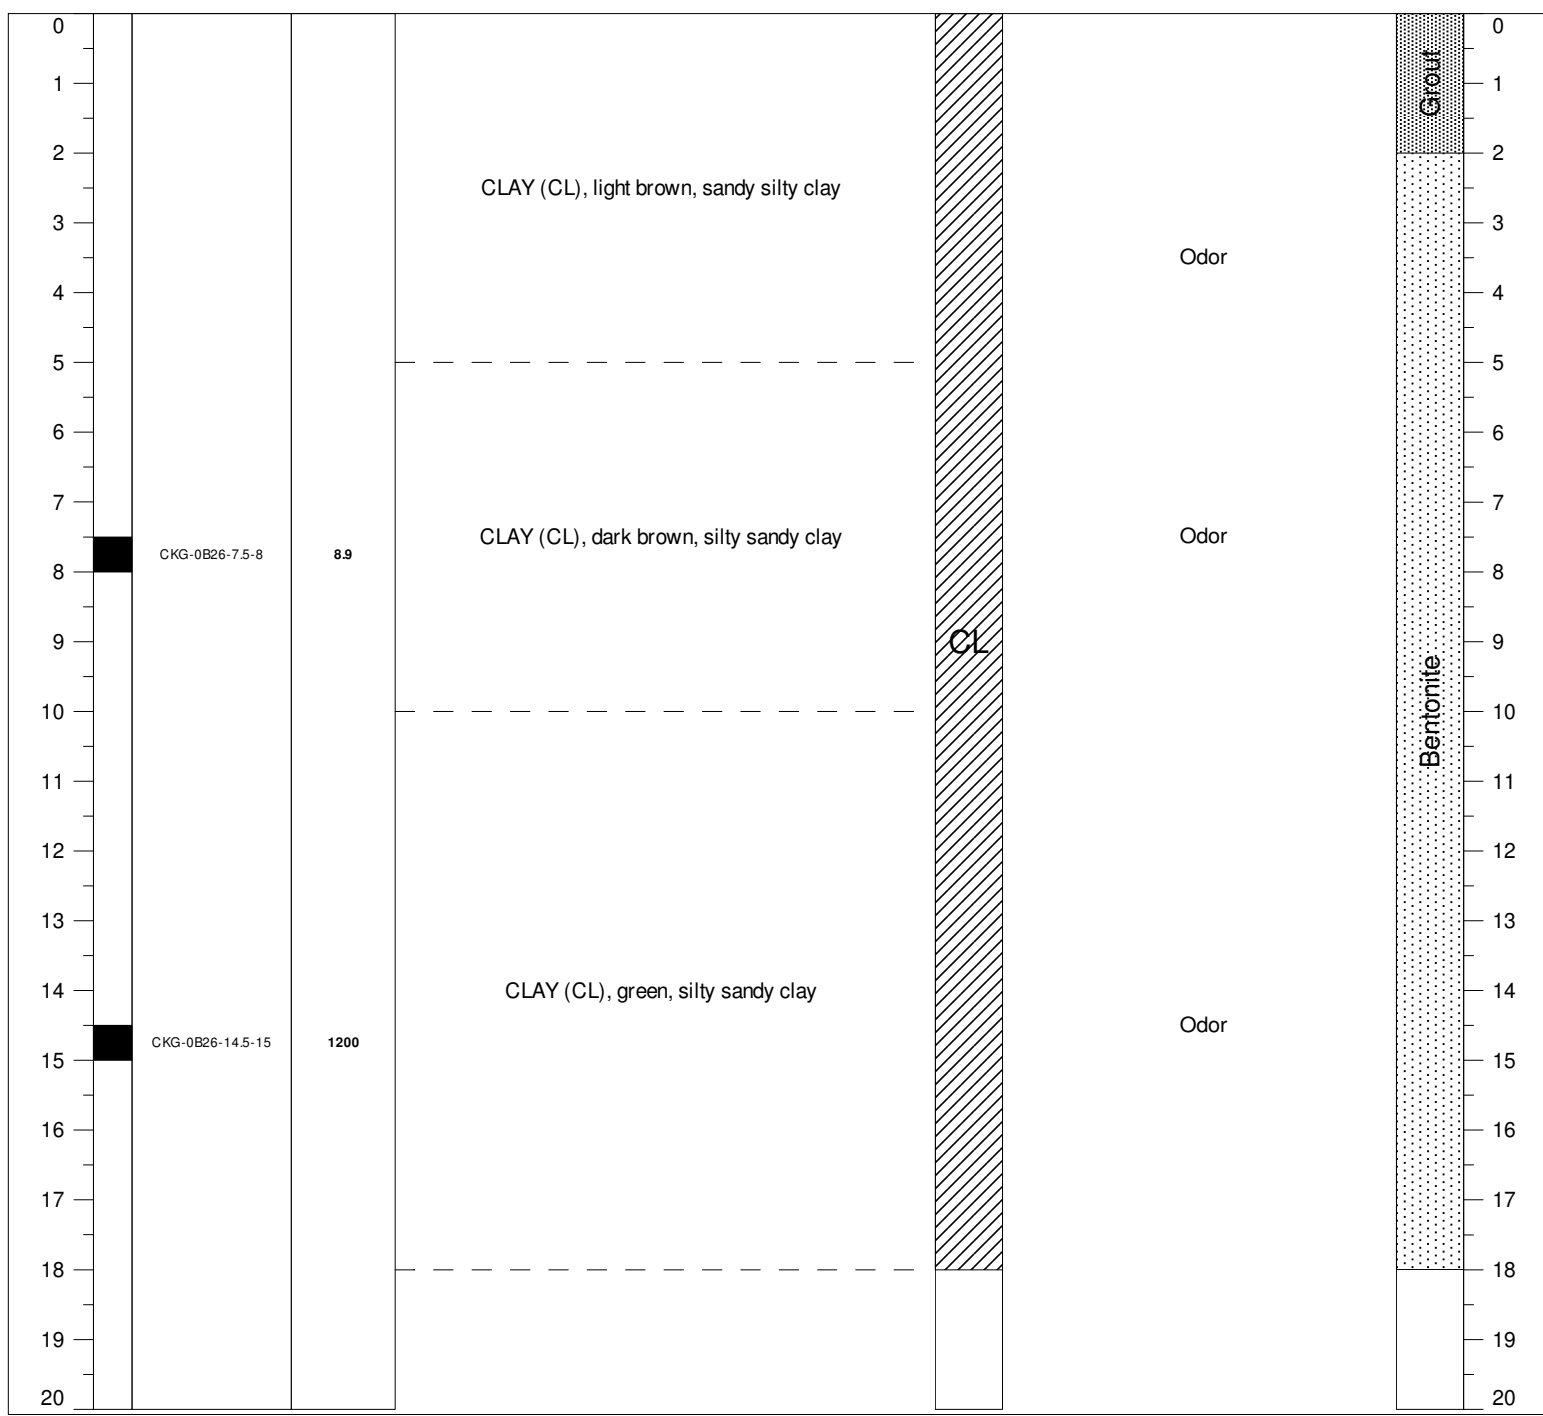 0 0
Grout
1 1
2 2
CLAY (CL), light brown, sandy silty clay
3 3
Odor
4 4
5 5
6 6
7 7
CLAY (CL), dark brown, silty sandy clay Odor
CKG-0B26-7.5-8 8.9
8 8
9 CL 9
Bentonite
10 10
11 11
12 12
13 13
14 CLAY (CL), green, silty sandy clay 14
Odor
CKG-0B26-14.5-15 1200
15 15
16 16
17 17
18 18
19 19
20 20